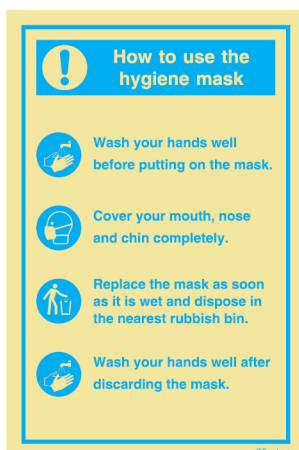 How to use the
hygiene mask
Wash your hands well
before putting on the mask.
Cover your mouth, nose
and chin completely.
Replace the mask as soon
as it is wet and dispose in
the nearest rubbish bin.
Wash your hands well after
discarding the mask.